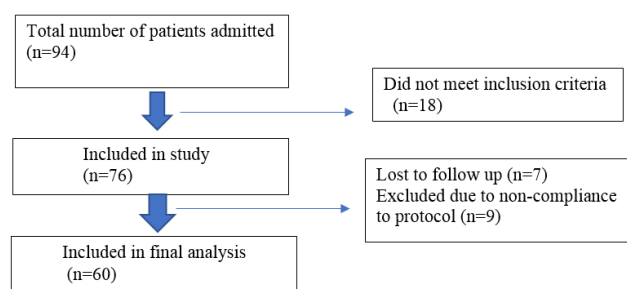 Total number of patients admitted
(n=94)
Did not meet inclusion criteria
(n=18)
Included in study
(n=76)
Lost to follow up (n=7)
Excluded due to non-compliance
to protocol (n=9)
Included in final analysis
(n=60)